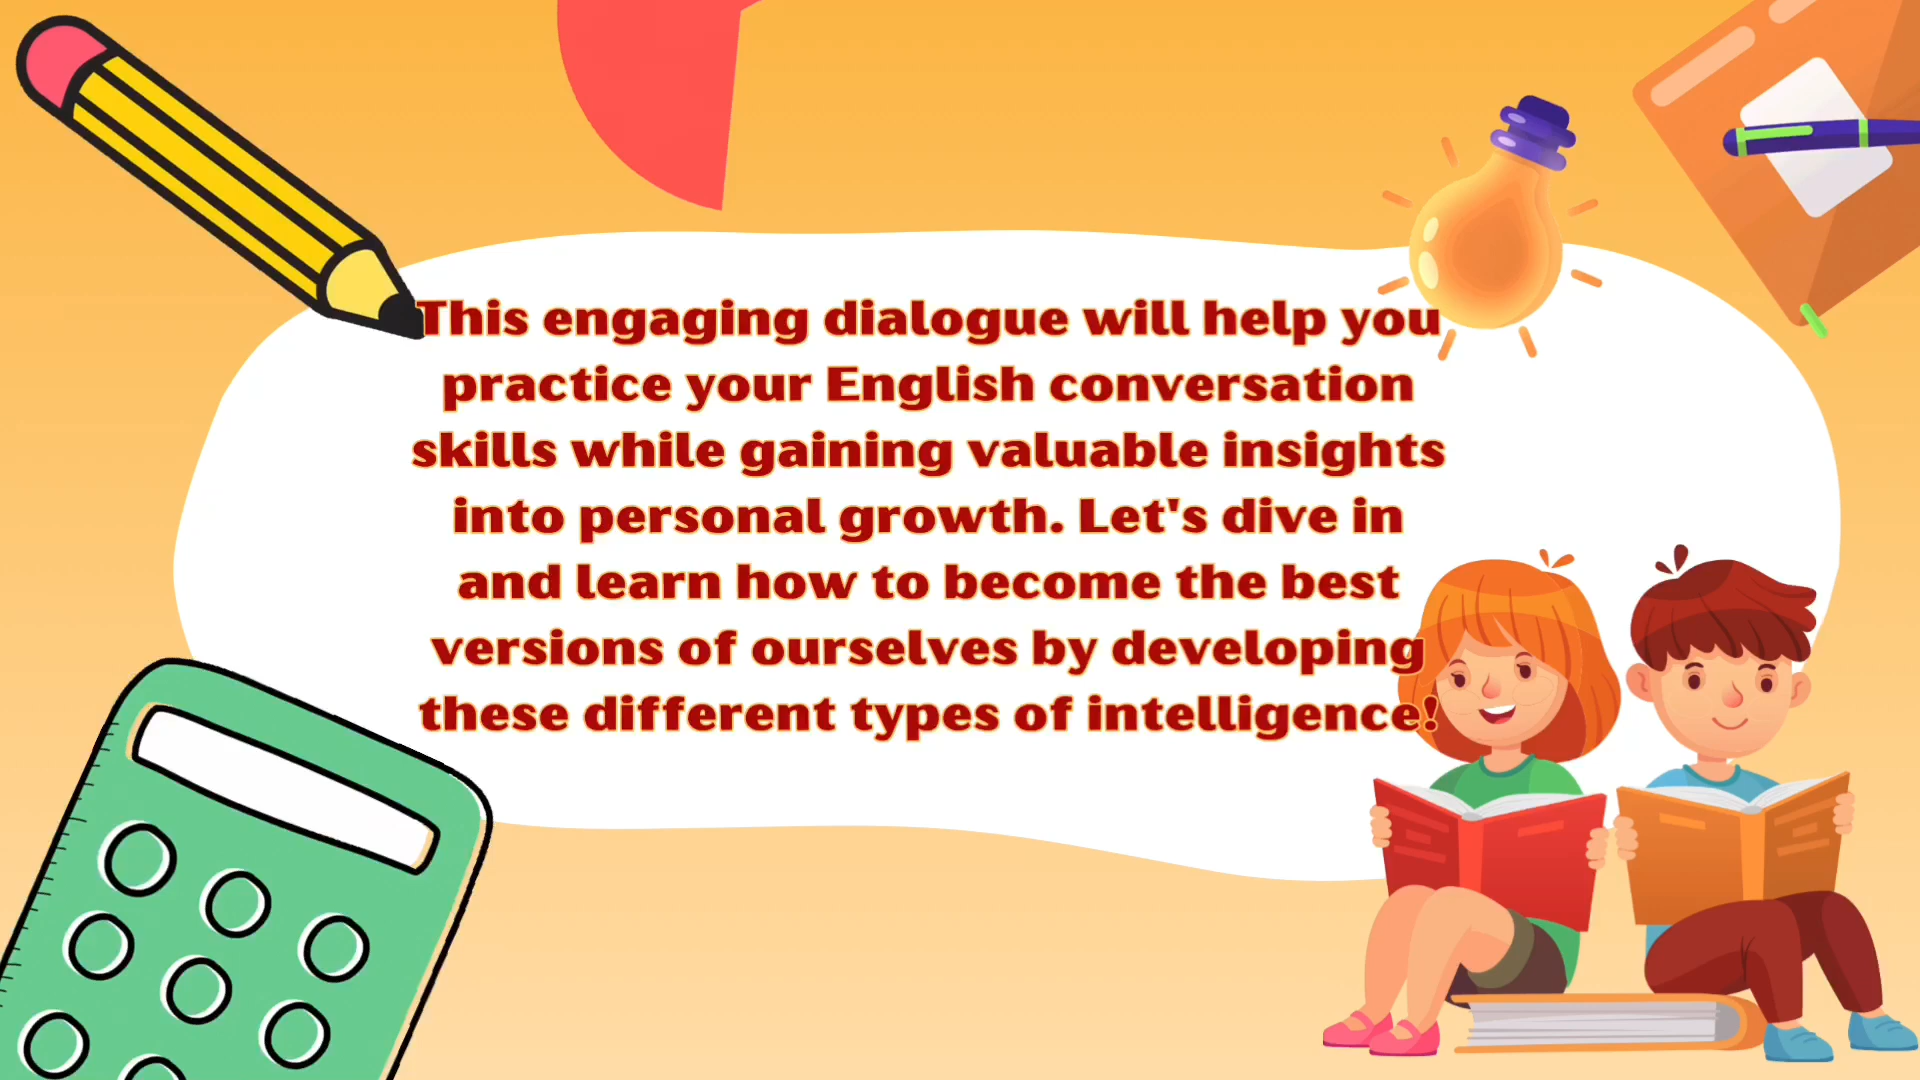 This engaging dialogue will help you
practice your English conversation
skills while gaining valuable insights
into personal growth. Let's dive in
and learn how to become the best
versions of ourselves by developing
these different types of intelligence!